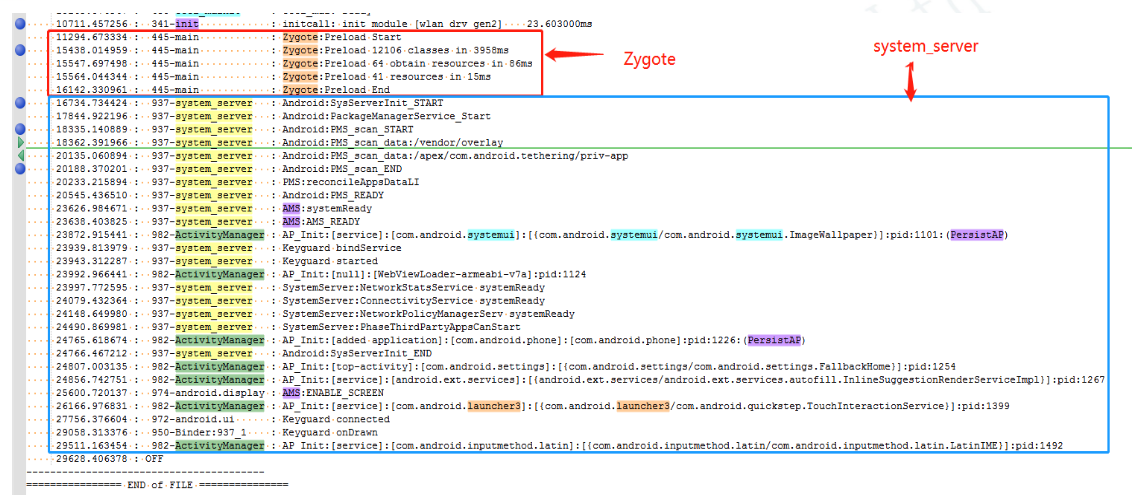 10711.457256 : 341-init : initcall: init_module [wlan_drv_gen2] 23.603000ms
11294.673334 : 445-main : Zygote:Preload Start
15438.014959 : 445-main : Zygote:Preload 12106 classes in 3958ms
15547.697498 : 445-main : Zygote:Preload 64 obtain resources in 86ms
15564.044344 : 445-main : Zygote:Preload 41 resources in 15ms
16142.330961 : 445-main : Zygote:Preload End
Zygote
system_server
16734.734424 : 937-system_server : Android:SysServerInit_START
17844.922196 : 937-system_server : Android:PackageManagerService_Start
18335.140889 : 937-system_server : Android:PMS_scan_START
18362.391966 : 937-system_server : Android:PMS_scan_data:/vendor/overlay
20135.060894 : 937-system_server : Android:PMS_scan_data:/apex/com.android.tethering/priv-app
20188.370201 : 937-system_server : Android:PMS_scan_END
20233.215894 : 937-system_server : PMS:reconcileAppsDataLI
20545.436510 : 937-system_server : Android:PMS_READY
23626.984671 : 937-system_server : AMS:systemReady
23638.403825 : 937-system_server : AMS:AMS_READY
23872.915441 : 982-ActivityManager : AP_Init:[service]:[com.android.systemui]:[{com.android.systemui/com.android.systemui.ImageWallpaper}]:pid:1101:(PersistAP)
23939.813979 : 937-system_server : Keyguard bindService
23943.312287 : 937-system_server : Keyguard started
23992.966441 : 982-ActivityManager : AP_Init:[null]:[WebViewLoader-armeabi-v7a]:pid:1124
23997.772595 : 937-system_server : SystemServer:NetworkStatsService systemReady
24079.432364 : 937-system_server : SystemServer:ConnectivityService systemReady
24148.649980 : 937-system_server : SystemServer:NetworkPolicyManagerServ systemReady
24490.869981 : 937-system_server : SystemServer:PhaseThirdPartyAppsCanStart
24765.618674 : 982-ActivityManager : AP_Init:[added application]:[com.android.phone]:[com.android.phone]:pid:1226:(PersistAP)
24766.467212 : 937-system_server : Android:SysServerInit_END
24807.003135 : 982-ActivityManager : AP_Init:[top-activity]:[com.android.settings]:[{com.android.settings/com.android.settings.FallbackHome}]:pid:1254
24856.742751 : 982-ActivityManager : AP_Init:[service]:[android.ext.services]:[{android.ext.services/android.ext.services.autofill.InlineSuggestionRenderServiceImpl}]:pid:1267
25600.720137 : 974-android.display : AMS:ENABLE_SCREEN
26166.976831 : 982-ActivityManager : AP_Init:[service]:[com.android.launcher3]:[{com.android.launcher3/com.android.quickstep.TouchInteractionService}]:pid:1399
27756.376604 : 972-android.ui : Keyguard connected
29058.313376 : 950-Binder:937_1 : Keyguard onDrawn
29511.163454 : 982-ActivityManager : AP_Init:[service]:[com.android.inputmethod.latin]:[{com.android.inputmethod.latin/com.android.inputmethod.latin.LatinIME}]:pid:1492
29628.406378 : OFF
----------------------------------
================ END of FILE ===============